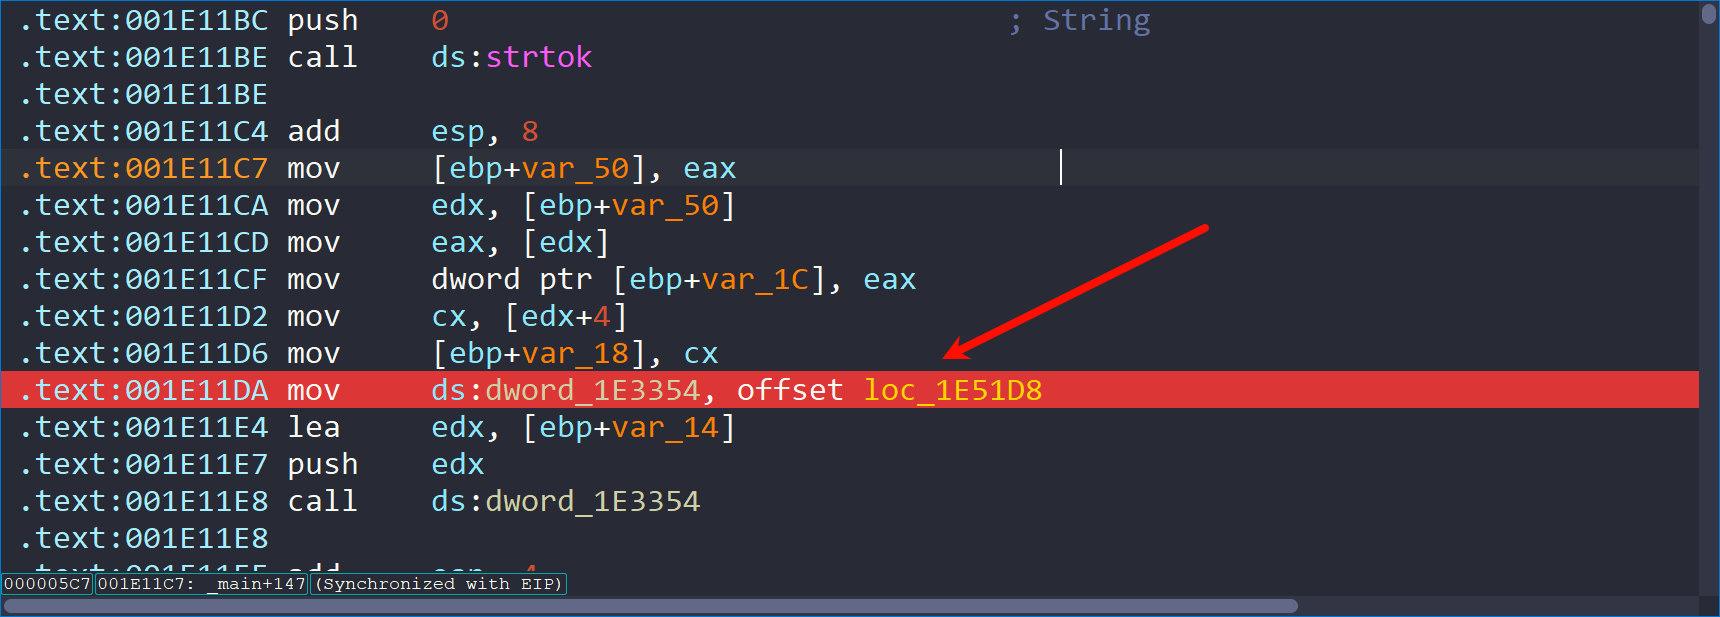 .text:001E11BC push    0                               ; String
.text:001E11BE call    ds:strtok
.text:001E11BE
.text:001E11C4 add     esp, 8
.text:001E11C7 mov     [ebp+var_50], eax
.text:001E11CA mov     edx, [ebp+var_50]
.text:001E11CD mov     eax, [edx]
.text:001E11CF mov     dword ptr [ebp+var_1C], eax
.text:001E11D2 mov     cx, [edx+4]
.text:001E11D6 mov     [ebp+var_18], cx
.text:001E11DA mov     ds:dword_1E3354, offset loc_1E51D8
.text:001E11E4 lea     edx, [ebp+var_14]
.text:001E11E7 push    edx
.text:001E11E8 call    ds:dword_1E3354
.text:001E11E8
000005C7 001E11C7: _main+147 (Synchronized with EIP)